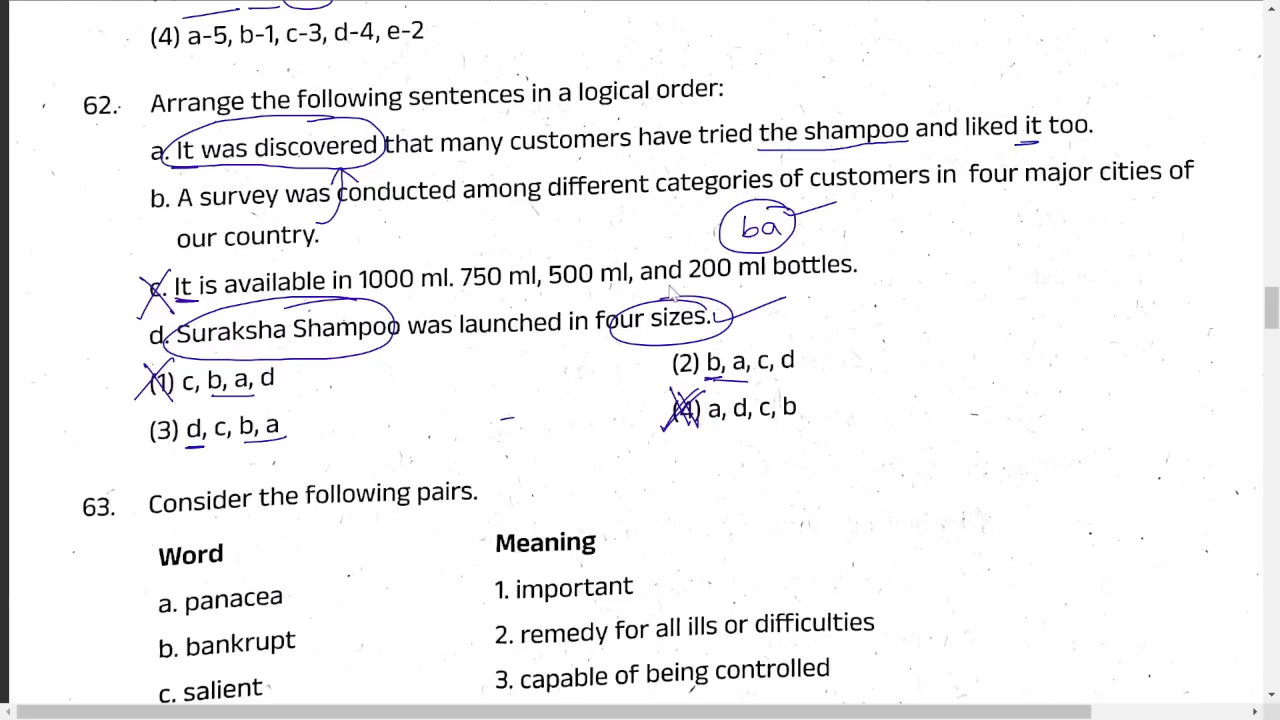 (4) a-5, b-1, c-3, d-4, e-2
62. Arrange the following sentences in a logical order:
a. It was discovered that many customers have tried the shampoo and liked it too.
b. A survey was conducted among different categories of customers in four major cities of
our country.
ba
c. It is available in 1000 ml. 750 ml, 500 ml, and 200 ml bottles.
d. Suraksha Shampoo was launched in four sizes.
(1) c, b, a, d
(2) b, a, c, d
(3) d, c, b, a
(4) a, d, c, b
63. Consider the following pairs.
Word Meaning
a. panacea 1. important
b. bankrupt 2. remedy for all ills or difficulties
c. salient 3. capable of being controlled